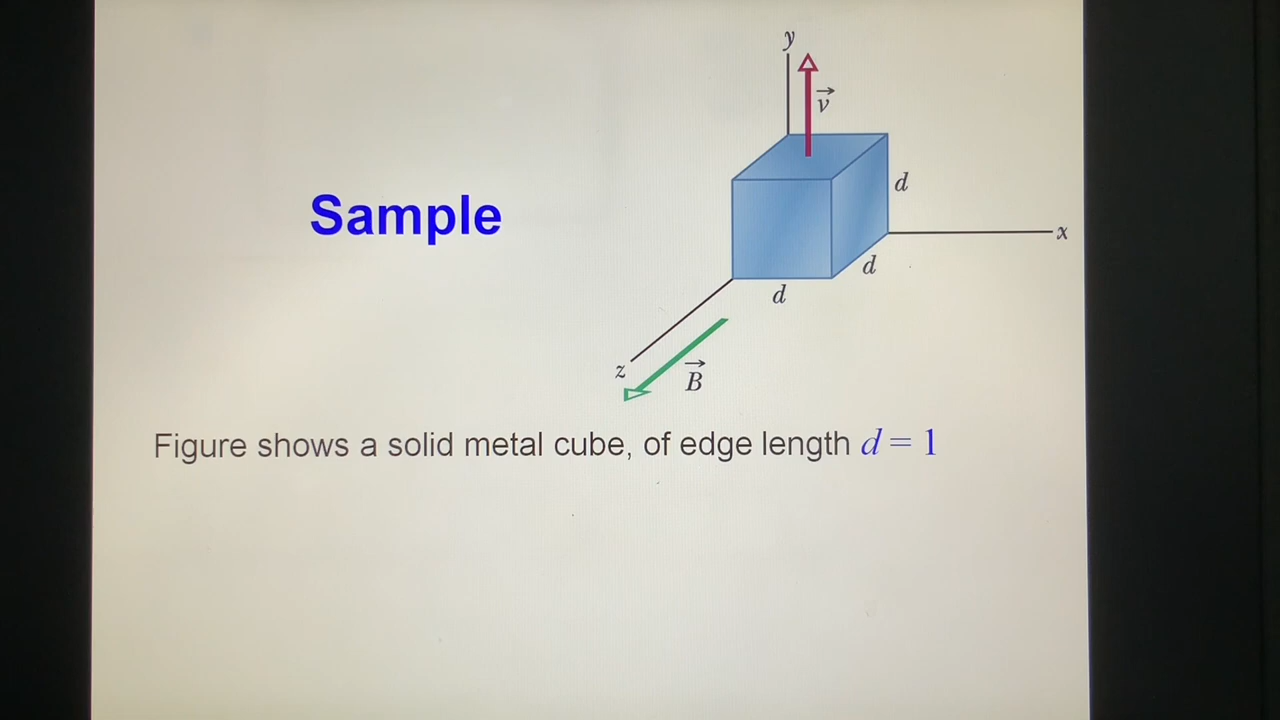 y
v
Sample
d
x
d
d
z
B
Figure shows a solid metal cube, of edge length d = 1